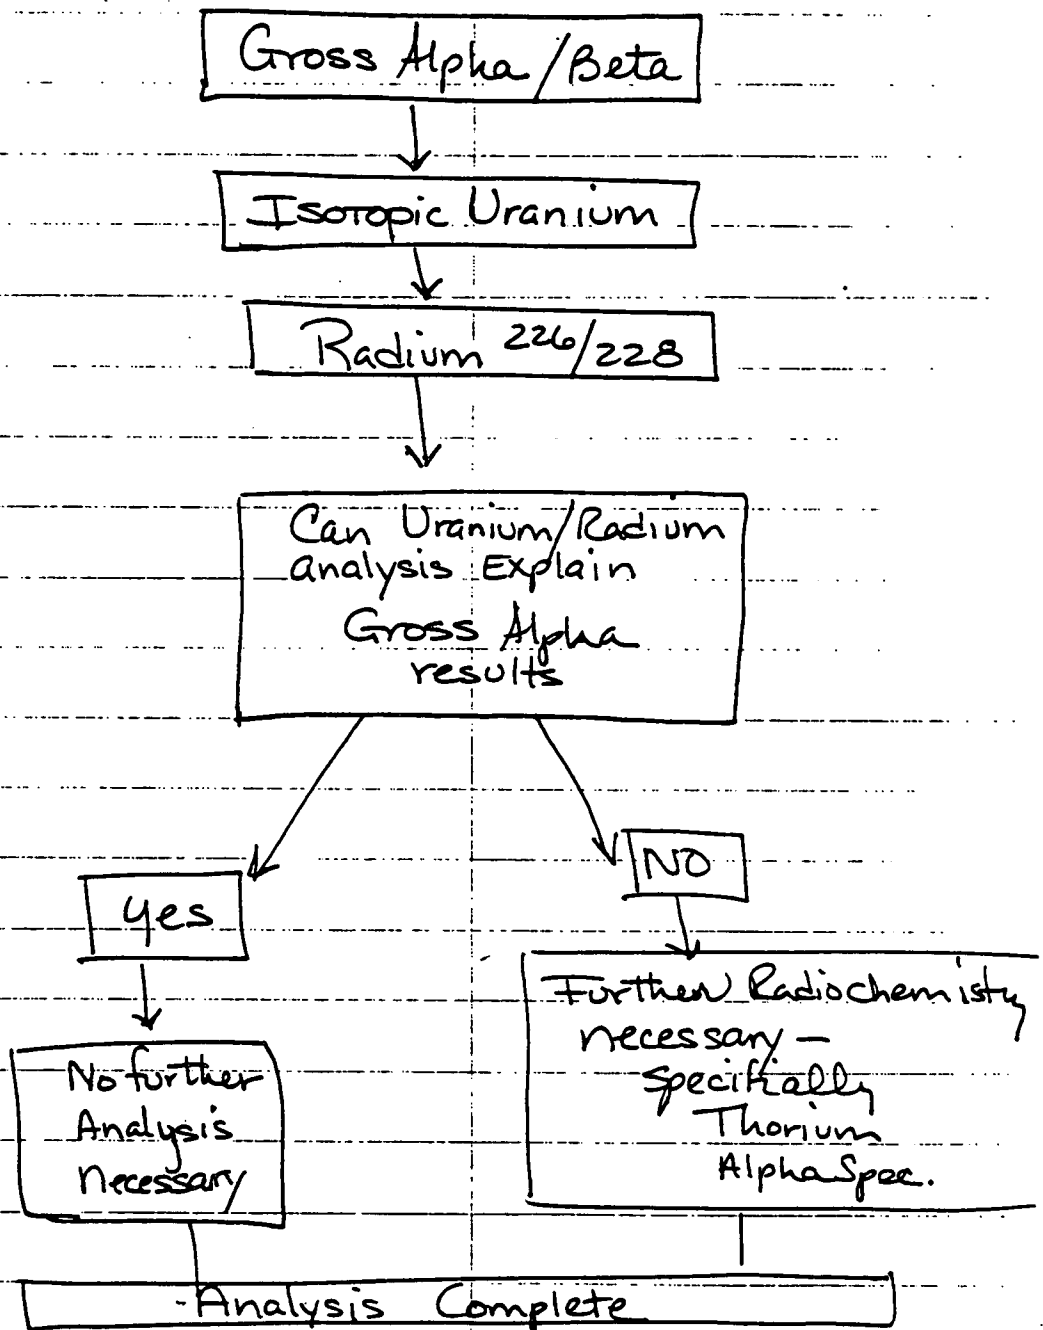 Gross Alpha/Beta
Isotopic Uranium
Radium 226/228
Can Uranium/Radium
analysis Explain
Gross Alpha
results
Yes
NO
No further
Analysis
necessary
Further Radiochemistry
necessary —
specifially
Thorium
Alpha Spec.
-Analysis Complete